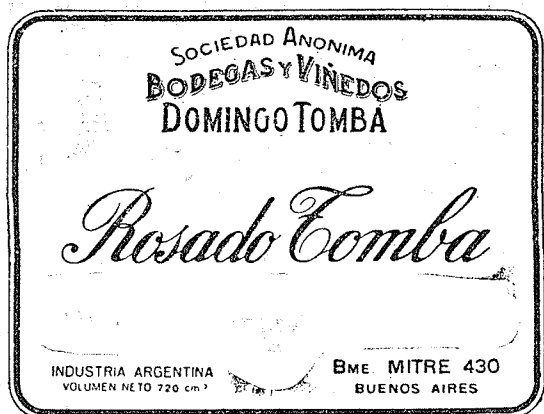 SOCIEDAD ANONIMA
BODEGAS Y VIÑEDOS
DOMINGO TOMBA
Rosado Tomba
INDUSTRIA ARGENTINA
VOLUMEN NETO 720 cm³
BME. MITRE 430
BUENOS AIRES